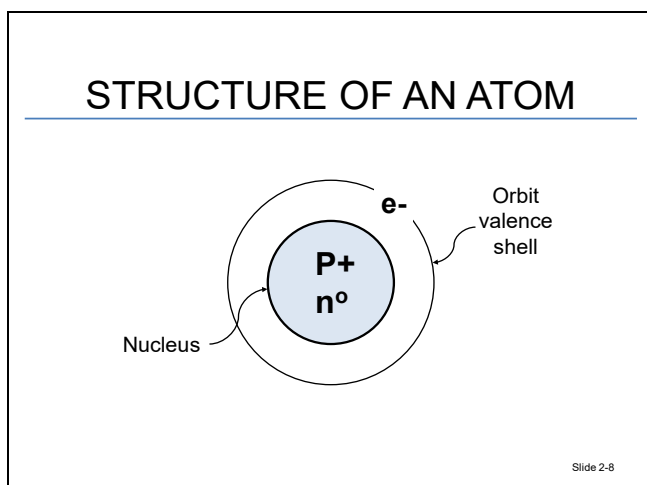 STRUCTURE OF AN ATOM
e-
Orbit
valence
shell
P+
nº
Nucleus
Slide 2-8